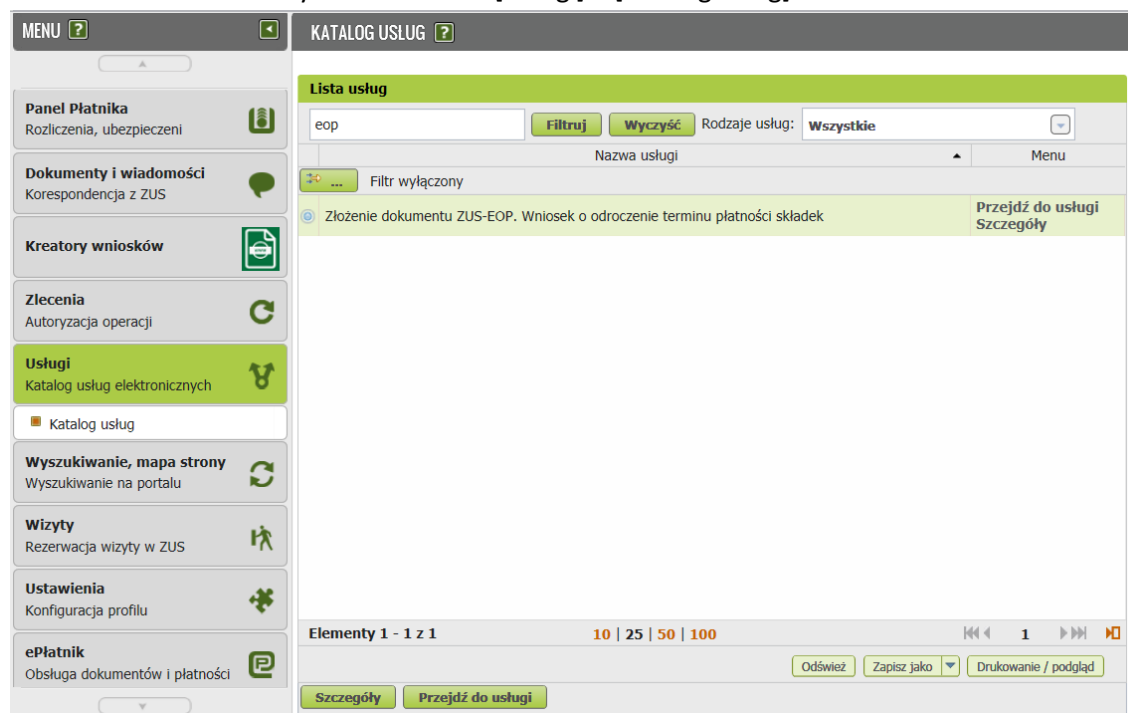 MENU ?
KATALOG USLUG ?
Panel Płatnika
Rozliczenia, ubezpieczeni
Dokumenty i wiadomości
Korespondencja z ZUS
Kreatory wniosków
Zlecenia
Autoryzacja operacji
Usługi
Katalog usług elektronicznych
Katalog usług
Wyszukiwanie, mapa strony
Wyszukiwanie na portalu
Wizyty
Rezerwacja wizyty w ZUS
Ustawienia
Konfiguracja profilu
ePłatnik
Obsługa dokumentów i płatności
Lista usług
eop Filtruj Wyczyść Rodzaje usług: Wszystkie
Nazwa usługi Menu
... Filtr wyłączony
Złożenie dokumentu ZUS-EOP. Wniosek o odroczenie terminu płatności składek
Przejdź do usługi
Szczegóły
Elementy 1 - 1 z 1 10 | 25 | 50 | 100 1
Odśwież Zapisz jako Drukowanie / podgląd
Szczegóły Przejdź do usługi